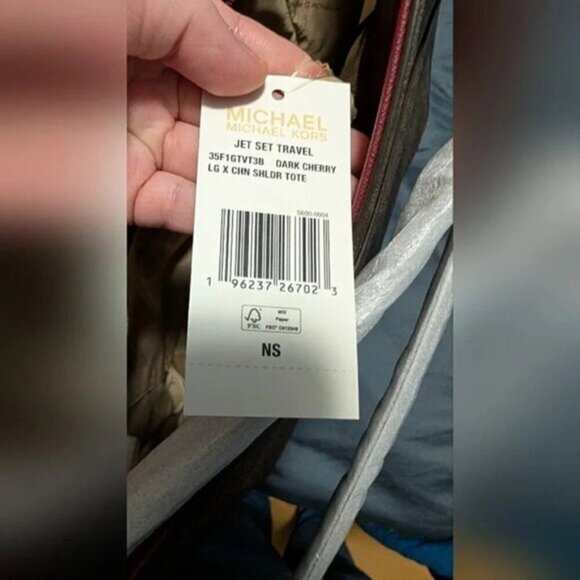 MICHAEL
MICHAEL KORS
JET SET TRAVEL
35F1GTVT3B DARK CHERRY
LG X CHN SHLDR TOTE
5600-0004
1 96237 26702 3
FSC
MIX
Paper
NS